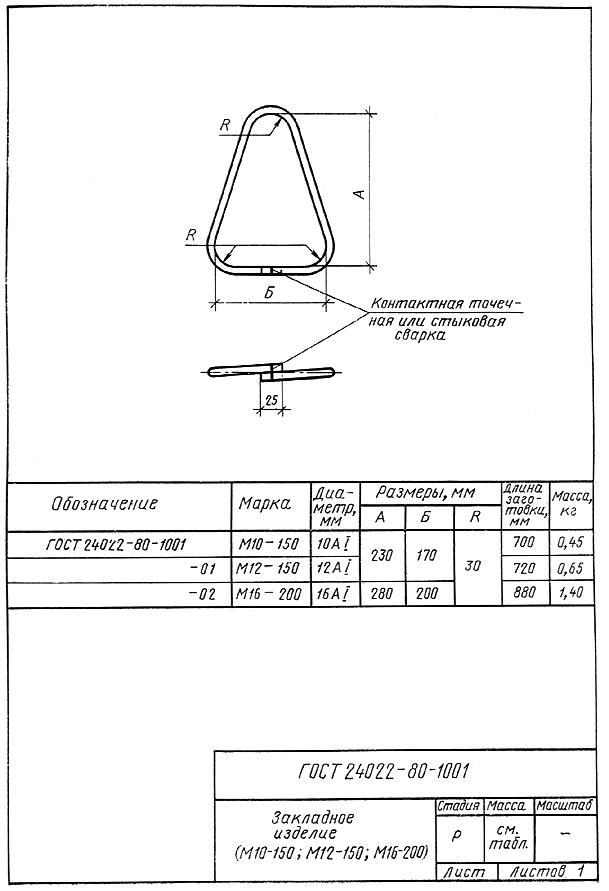 R
R
А
Б
Контактная точеч-
ная или стыковая
сварка
25
Обозначение
Марка
Диа-
метр,
мм
Размеры, мм
А
Б
R
Длина
заго-
товки,
мм
Масса,
кг
ГОСТ 24022-80-1001 М10-150 10АI 230 170 30 700 0,45
-01 М12-150 12АI 720 0,65
-02 М16-200 16АI 280 200 880 1,40
ГОСТ 24022-80-1001
Закладное
изделие
(М10-150; М12-150; М16-200)
Стадия Масса Масштаб
Р
см.
табл.
–
Лист
Листов 1